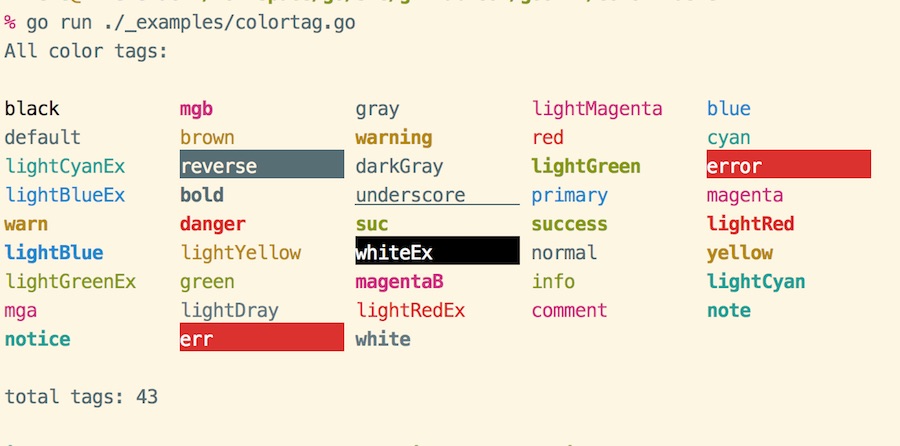 % go run ./_examples/colortag.go
All color tags:
black mgb gray lightMagenta blue
default brown warning red cyan
lightCyanEx reverse darkGray lightGreen error
lightBlueEx bold underscore primary magenta
warn danger suc success lightRed
lightBlue lightYellow whiteEx normal yellow
lightGreenEx green magentaB info lightCyan
mga lightDray lightRedEx comment note
notice err white
total tags: 43